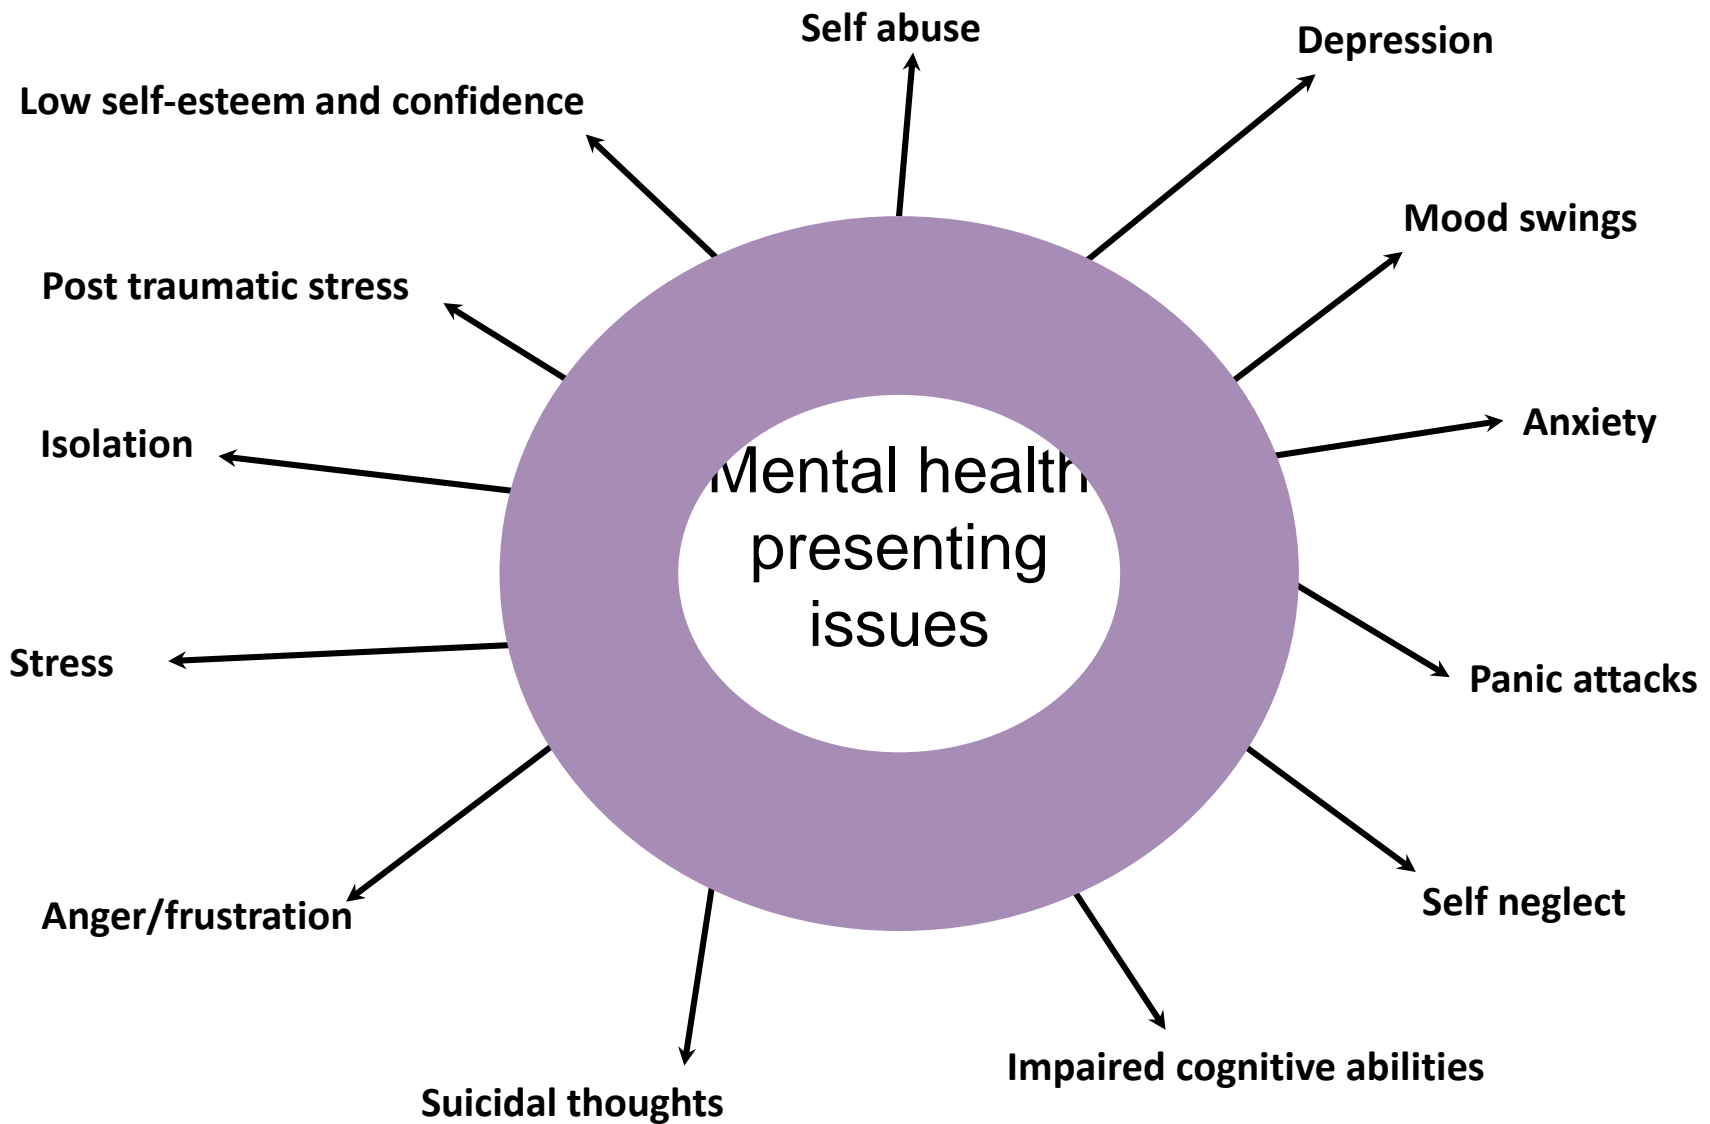 Self abuse
Depression
Low self-esteem and confidence
Mood swings
Post traumatic stress
Anxiety
Isolation
Mental health
presenting
issues
Stress
Panic attacks
Self neglect
Anger/frustration
Impaired cognitive abilities
Suicidal thoughts